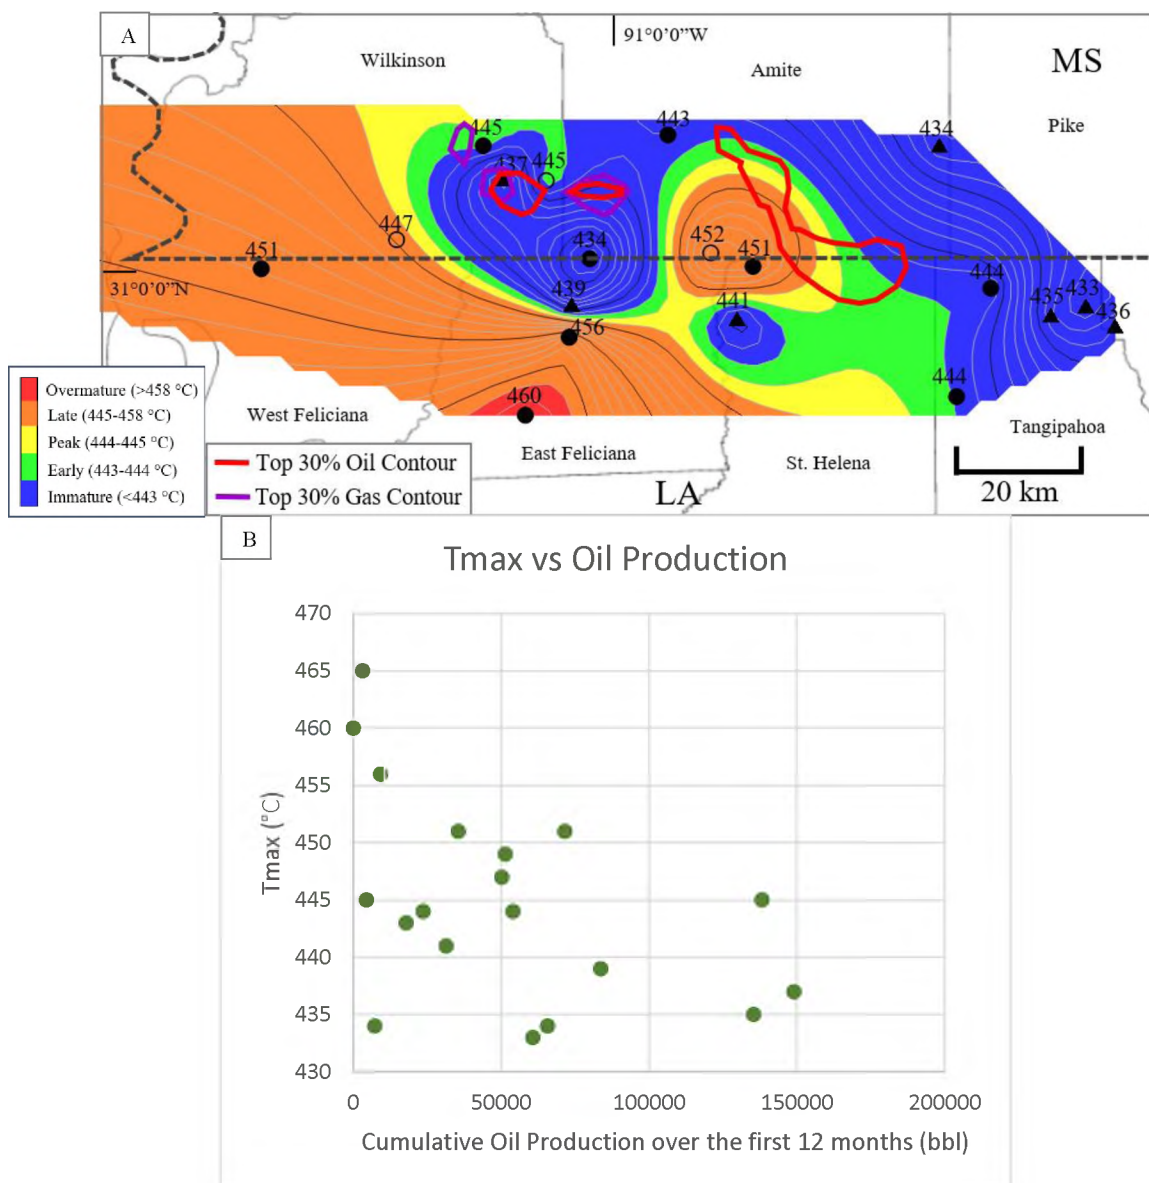 A
91°0'0”W
Wilkinson
Amite
MS
Pike
445
443
434
437
445
447
452
451
451
434
31°0'0”N
439
441
444
435
433
436
456
444
460
Overmature (>458 °C)
Late (445-458 °C)
Peak (444-445 °C)
Early (443-444 °C)
Immature (<443 °C)
West Feliciana
East Feliciana
St. Helena
Tangipahoa
Top 30% Oil Contour
Top 30% Gas Contour
LA
20 km
B
Tmax vs Oil Production
470
465
460
455
450
445
440
435
430
Tmax (°C)
0
50000
100000
150000
200000
Cumulative Oil Production over the first 12 months (bbl)